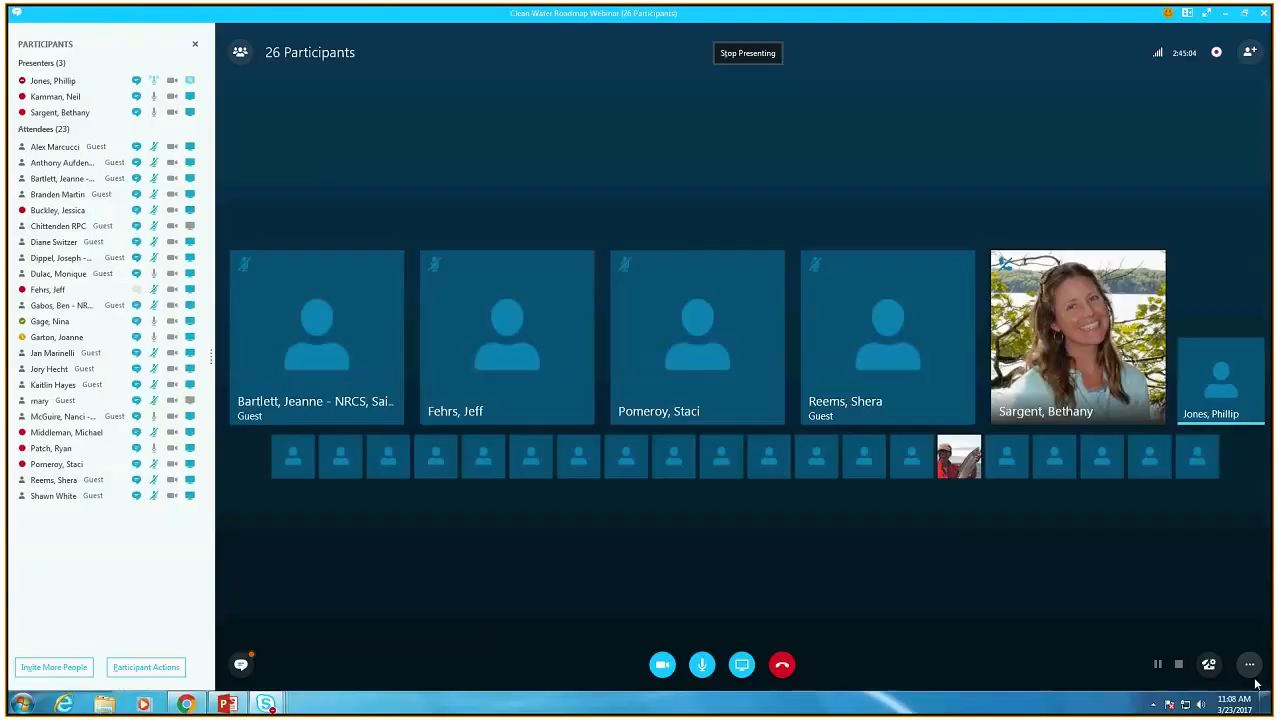 Clean Water Roadmap Webinar (26 Participants)
PARTICIPANTS
Presenters (3)
Jones, Phillip
Kamman, Neil
Sargent, Bethany
Attendees (23)
Alex Marcucci Guest
Anthony Aufden... Guest
Bartlett, Jeanne -... Guest
Branden Martin Guest
Buckley, Jessica
Chittenden RPC Guest
Diane Switzer Guest
Dippel, Joseph -... Guest
Dulac, Monique Guest
Fehrs, Jeff
Gabos, Ben - NR... Guest
Gage, Nina
Garton, Joanne
Jan Marinelli Guest
Jory Hecht Guest
Kaitlin Hayes Guest
mary Guest
McGuire, Nanci -... Guest
Middleman, Michael
Patch, Ryan
Pomeroy, Staci
Reems, Shera Guest
Shawn White Guest
Invite More People
Participant Actions
26 Participants
Stop Presenting
2:45:04
Bartlett, Jeanne - NRCS, Sai..
Guest
Fehrs, Jeff
Pomeroy, Staci
Reems, Shera
Guest
Sargent, Bethany
Jones, Phillip
11:08 AM
3/23/2017